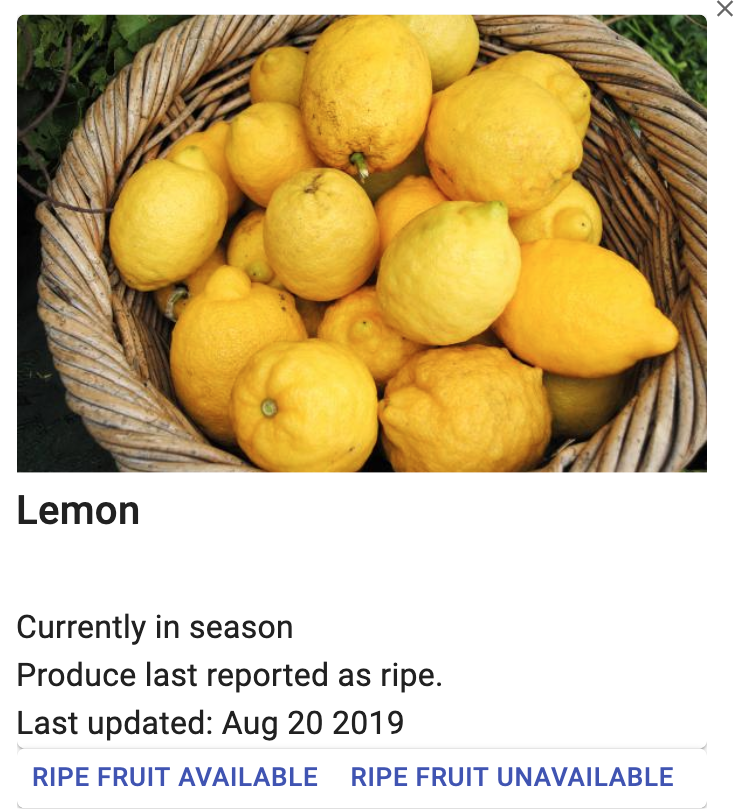 Lemon
Currently in season
Produce last reported as ripe.
Last updated: Aug 20 2019
RIPE FRUIT AVAILABLE RIPE FRUIT UNAVAILABLE